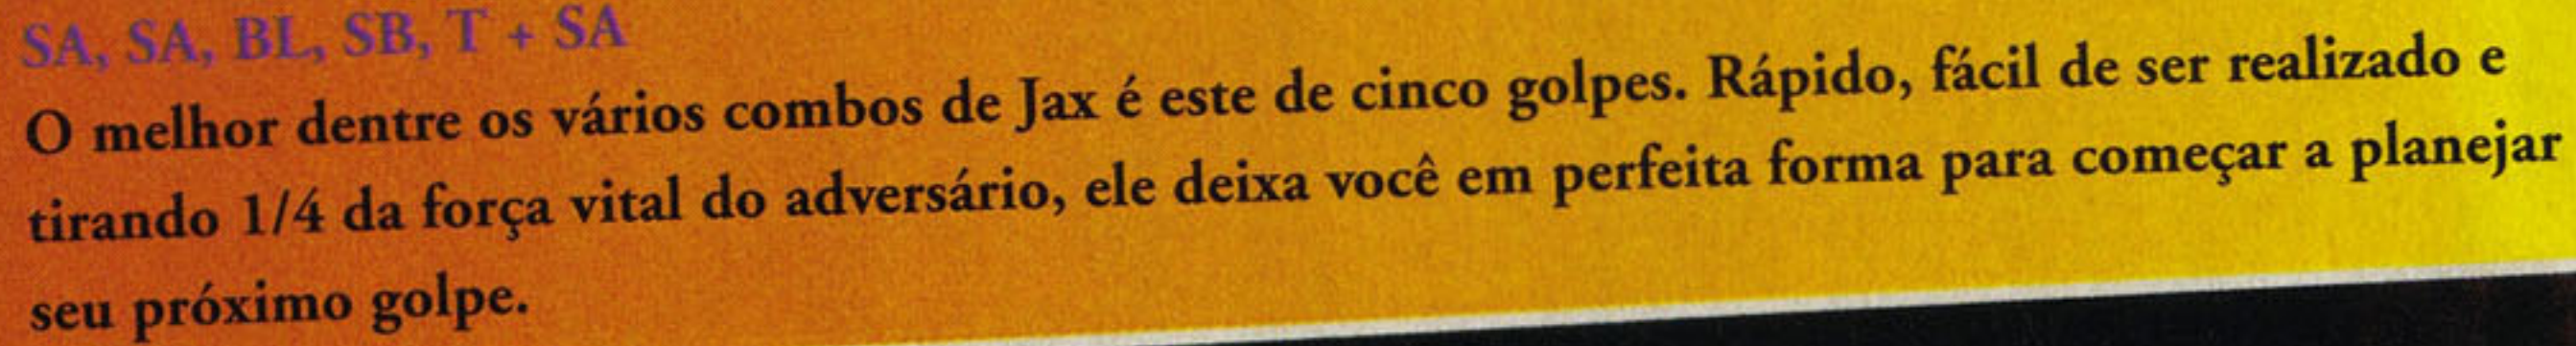 SA, SA, BL, SB, T + SA
O melhor dentre os vários combos de Jax é este de cinco golpes. Rápido, fácil de ser realizado e
tirando 1/4 da força vital do adversário, ele deixa você em perfeita forma para começar a planejar
seu próximo golpe.